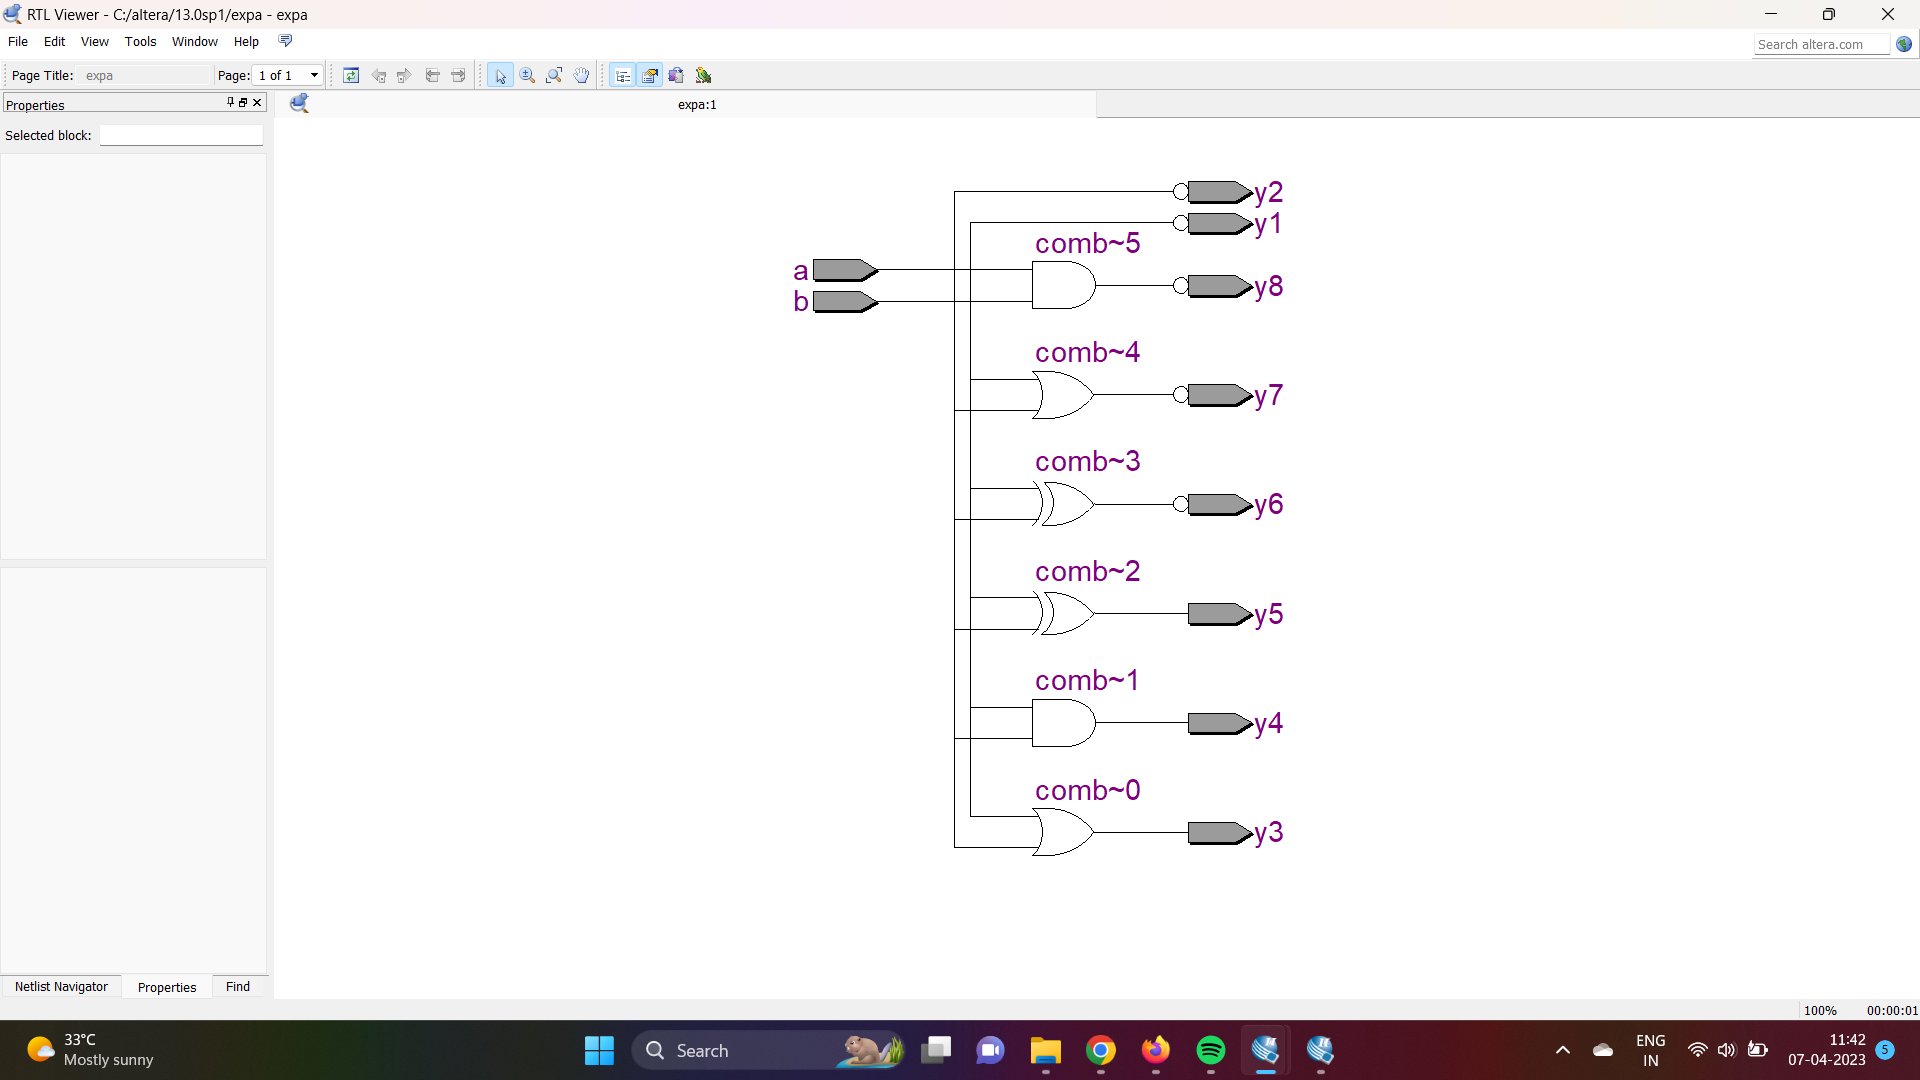 RTL Viewer - C:/altera/13.0sp1/expa - expa
File Edit View Tools Window Help
Search altera.com
Page Title: expa Page: 1 of 1
Properties
expa:1
Selected block:
y2
y1
comb~5
a
b
y8
comb~4
y7
comb~3
y6
comb~2
y5
comb~1
y4
comb~0
y3
Netlist Navigator Properties Find
100% 00:00:01
33°C
Mostly sunny
Search
ENG
IN
11:42
07-04-2023
5